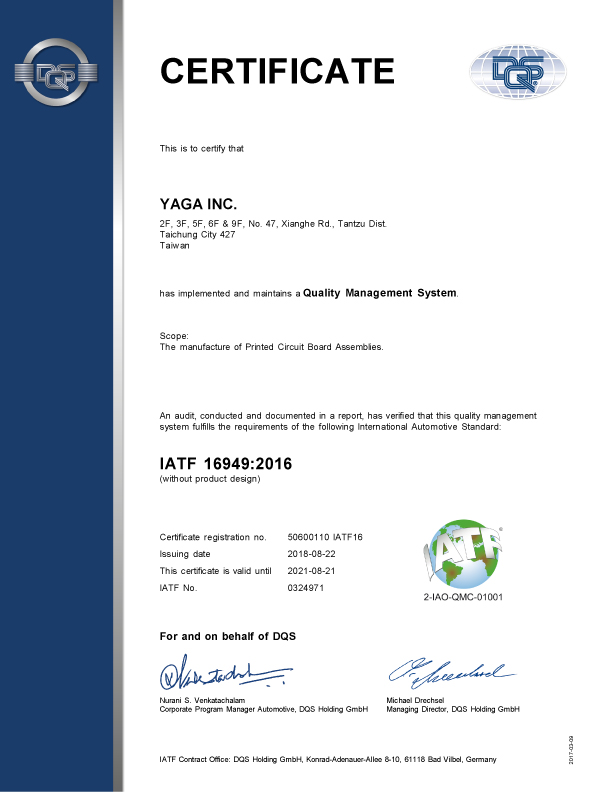 DQS
CERTIFICATE
DQS®
This is to certify that
YAGA INC.
2F, 3F, 5F, 6F & 9F, No. 47, Xianghe Rd., Tantzu Dist.
Taichung City 427
Taiwan
has implemented and maintains a Quality Management System.
Scope:
The manufacture of Printed Circuit Board Assemblies.
An audit, conducted and documented in a report, has verified that this quality management
system fulfills the requirements of the following International Automotive Standard:
IATF 16949:2016
(without product design)
Certificate registration no. 50600110 IATF16
Issuing date 2018-08-22
This certificate is valid until 2021-08-21
IATF No. 0324971
IATF®
2-IAO-QMC-01001
For and on behalf of DQS
Nurani S. Venkatachalam
Corporate Program Manager Automotive, DQS Holding GmbH
Michael Drechsel
Managing Director, DQS Holding GmbH
IATF Contract Office: DQS Holding GmbH, Konrad-Adenauer-Allee 8-10, 61118 Bad Vilbel, Germany
2017-03-09